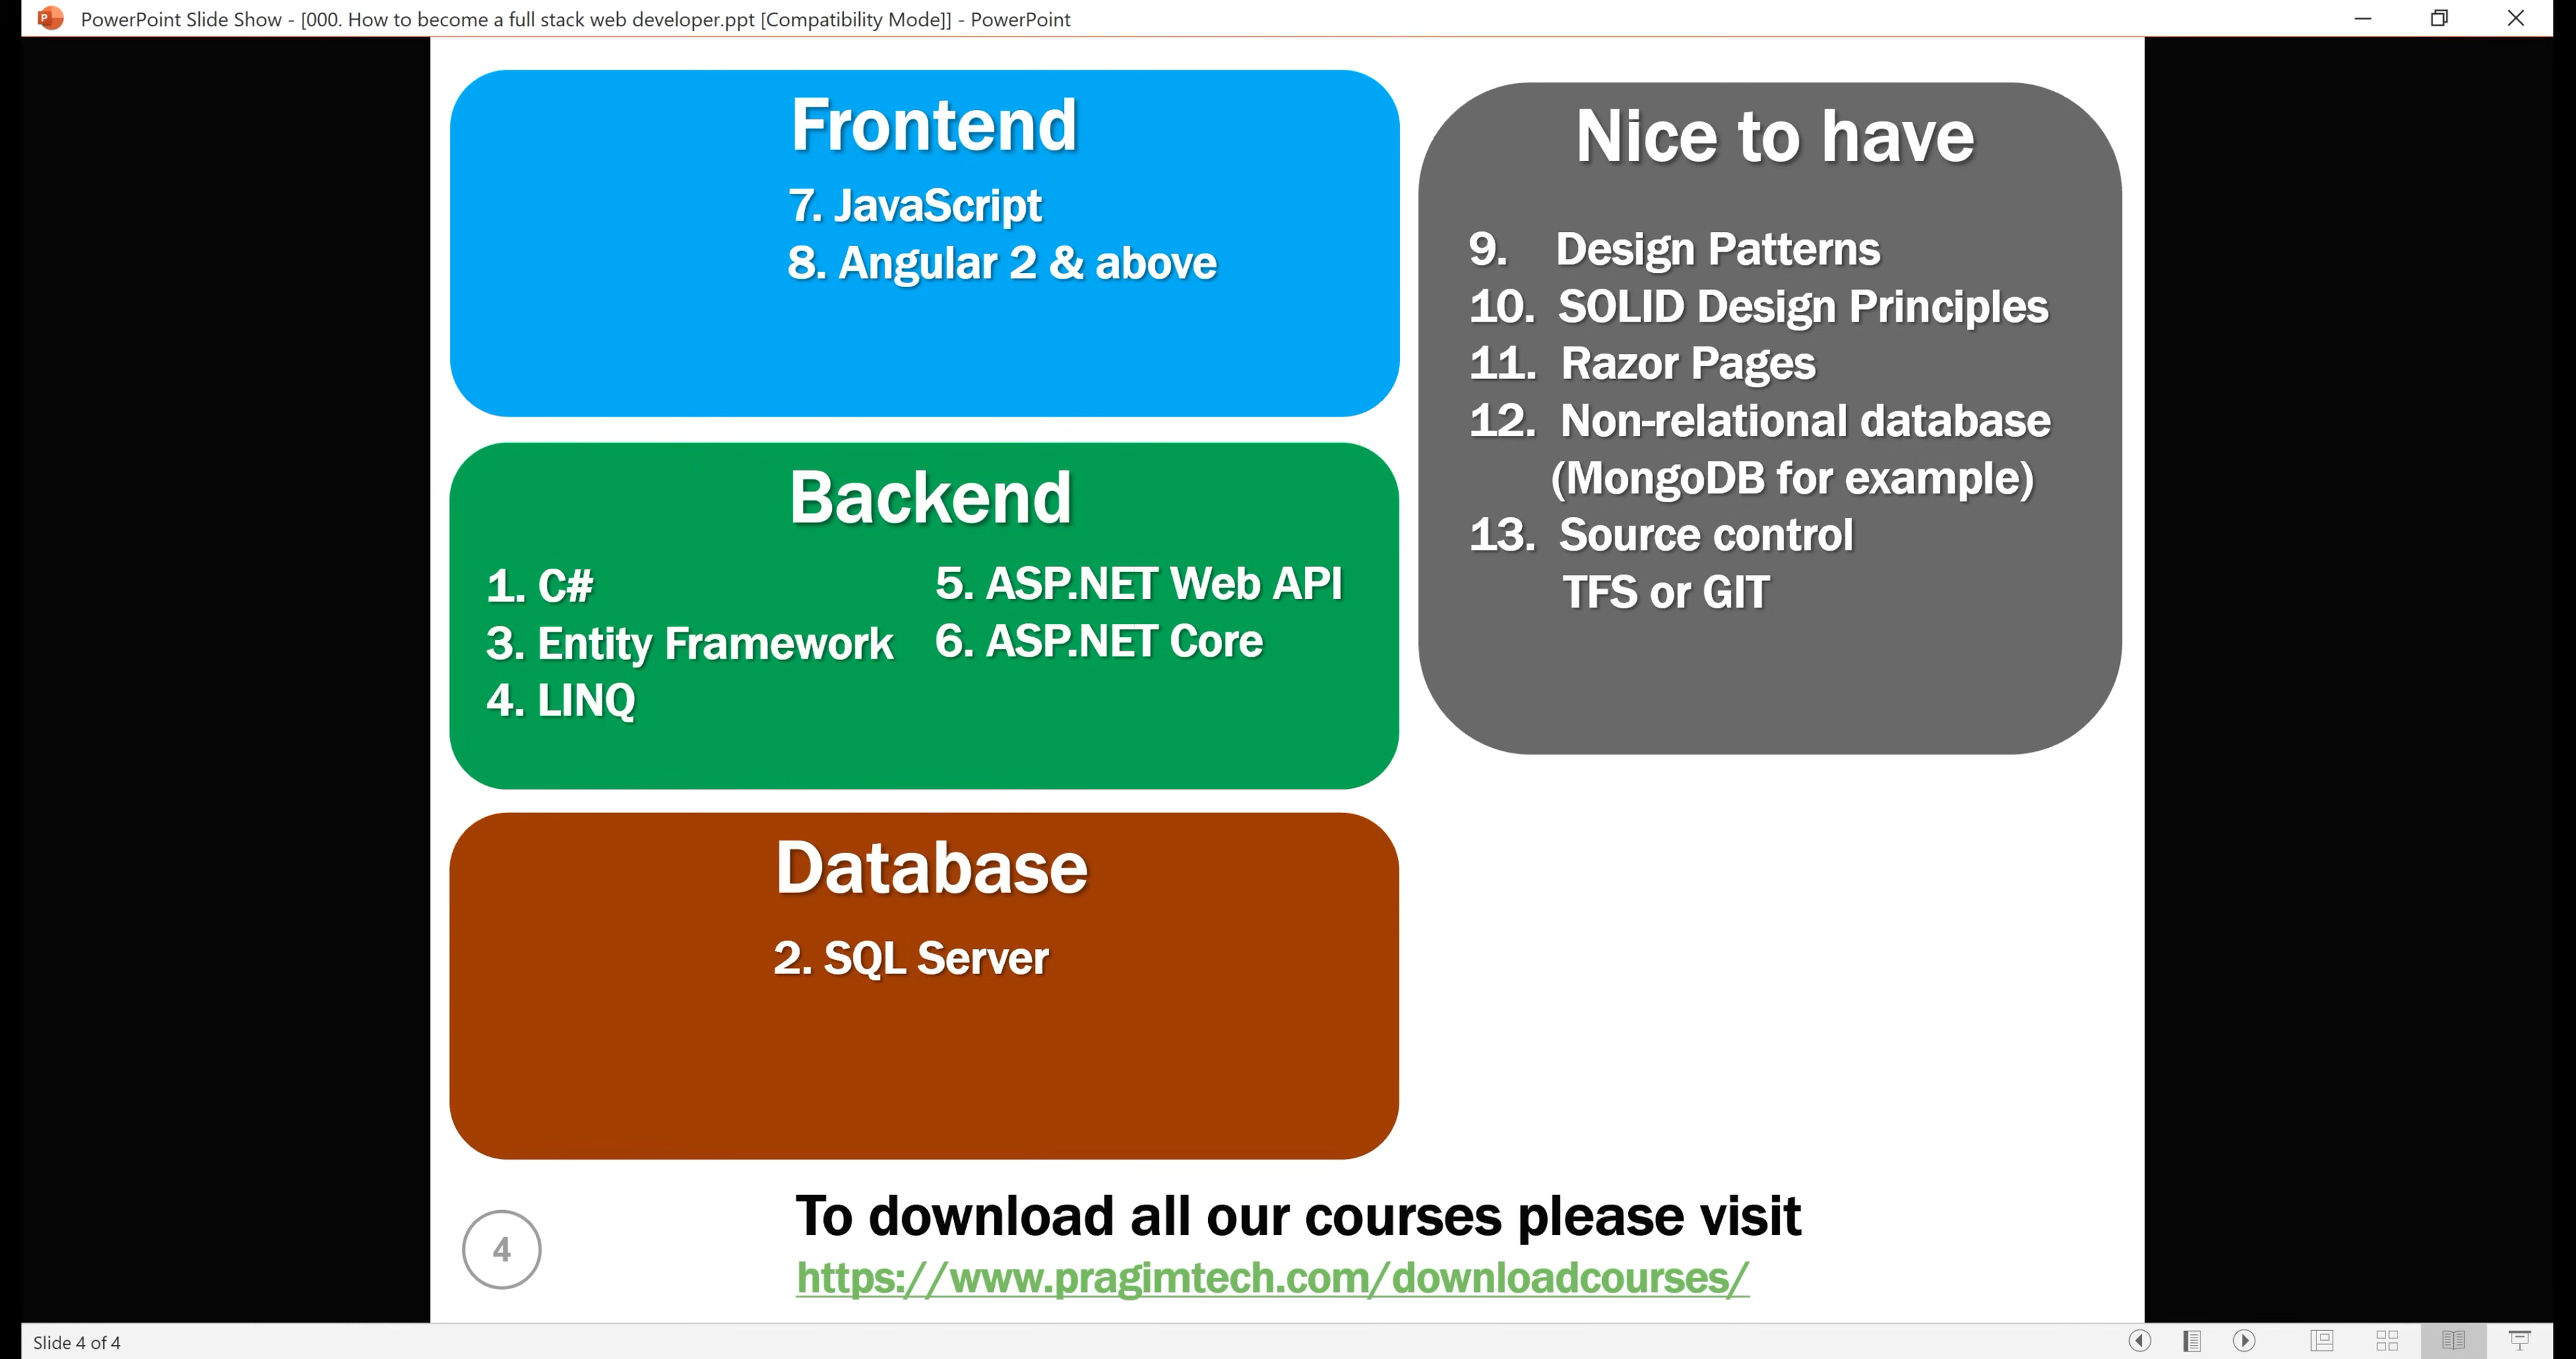 PowerPoint Slide Show - [000. How to become a full stack web developer.ppt [Compatibility Mode]] - PowerPoint
Frontend
7. JavaScript
8. Angular 2 & above
Backend
1. C#
3. Entity Framework
4. LINQ
5. ASP.NET Web API
6. ASP.NET Core
Database
2. SQL Server
Nice to have
9. Design Patterns
10. SOLID Design Principles
11. Razor Pages
12. Non-relational database
(MongoDB for example)
13. Source control
TFS or GIT
To download all our courses please visit
https://www.pragimtech.com/downloadcourses/
4
Slide 4 of 4